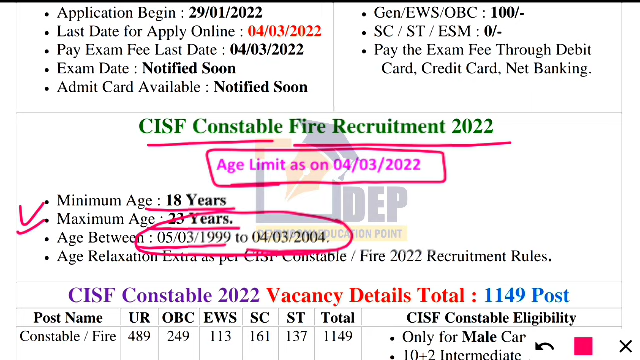 Application Begin : 29/01/2022
Last Date for Apply Online : 04/03/2022
Pay Exam Fee Last Date : 04/03/2022
Exam Date : Notified Soon
Admit Card Available : Notified Soon
Gen/EWS/OBC : 100/-
SC / ST / ESM : 0/-
Pay the Exam Fee Through Debit
Card, Credit Card, Net Banking.
CISF Constable Fire Recruitment 2022
Age Limit as on 04/03/2022
Minimum Age : 18 Years
Maximum Age : 23 Years.
Age Between : 05/03/1999 to 04/03/2004.
Age Relaxation Extra as per CISF Constable / Fire 2022 Recruitment Rules.
IDEP
EDUCATION POINT
CISF Constable 2022 Vacancy Details Total : 1149 Post
Post Name UR OBC EWS SC ST Total CISF Constable Eligibility
Constable / Fire 489 249 113 161 137 1149
Only for Male Can
10+2 Intermediate